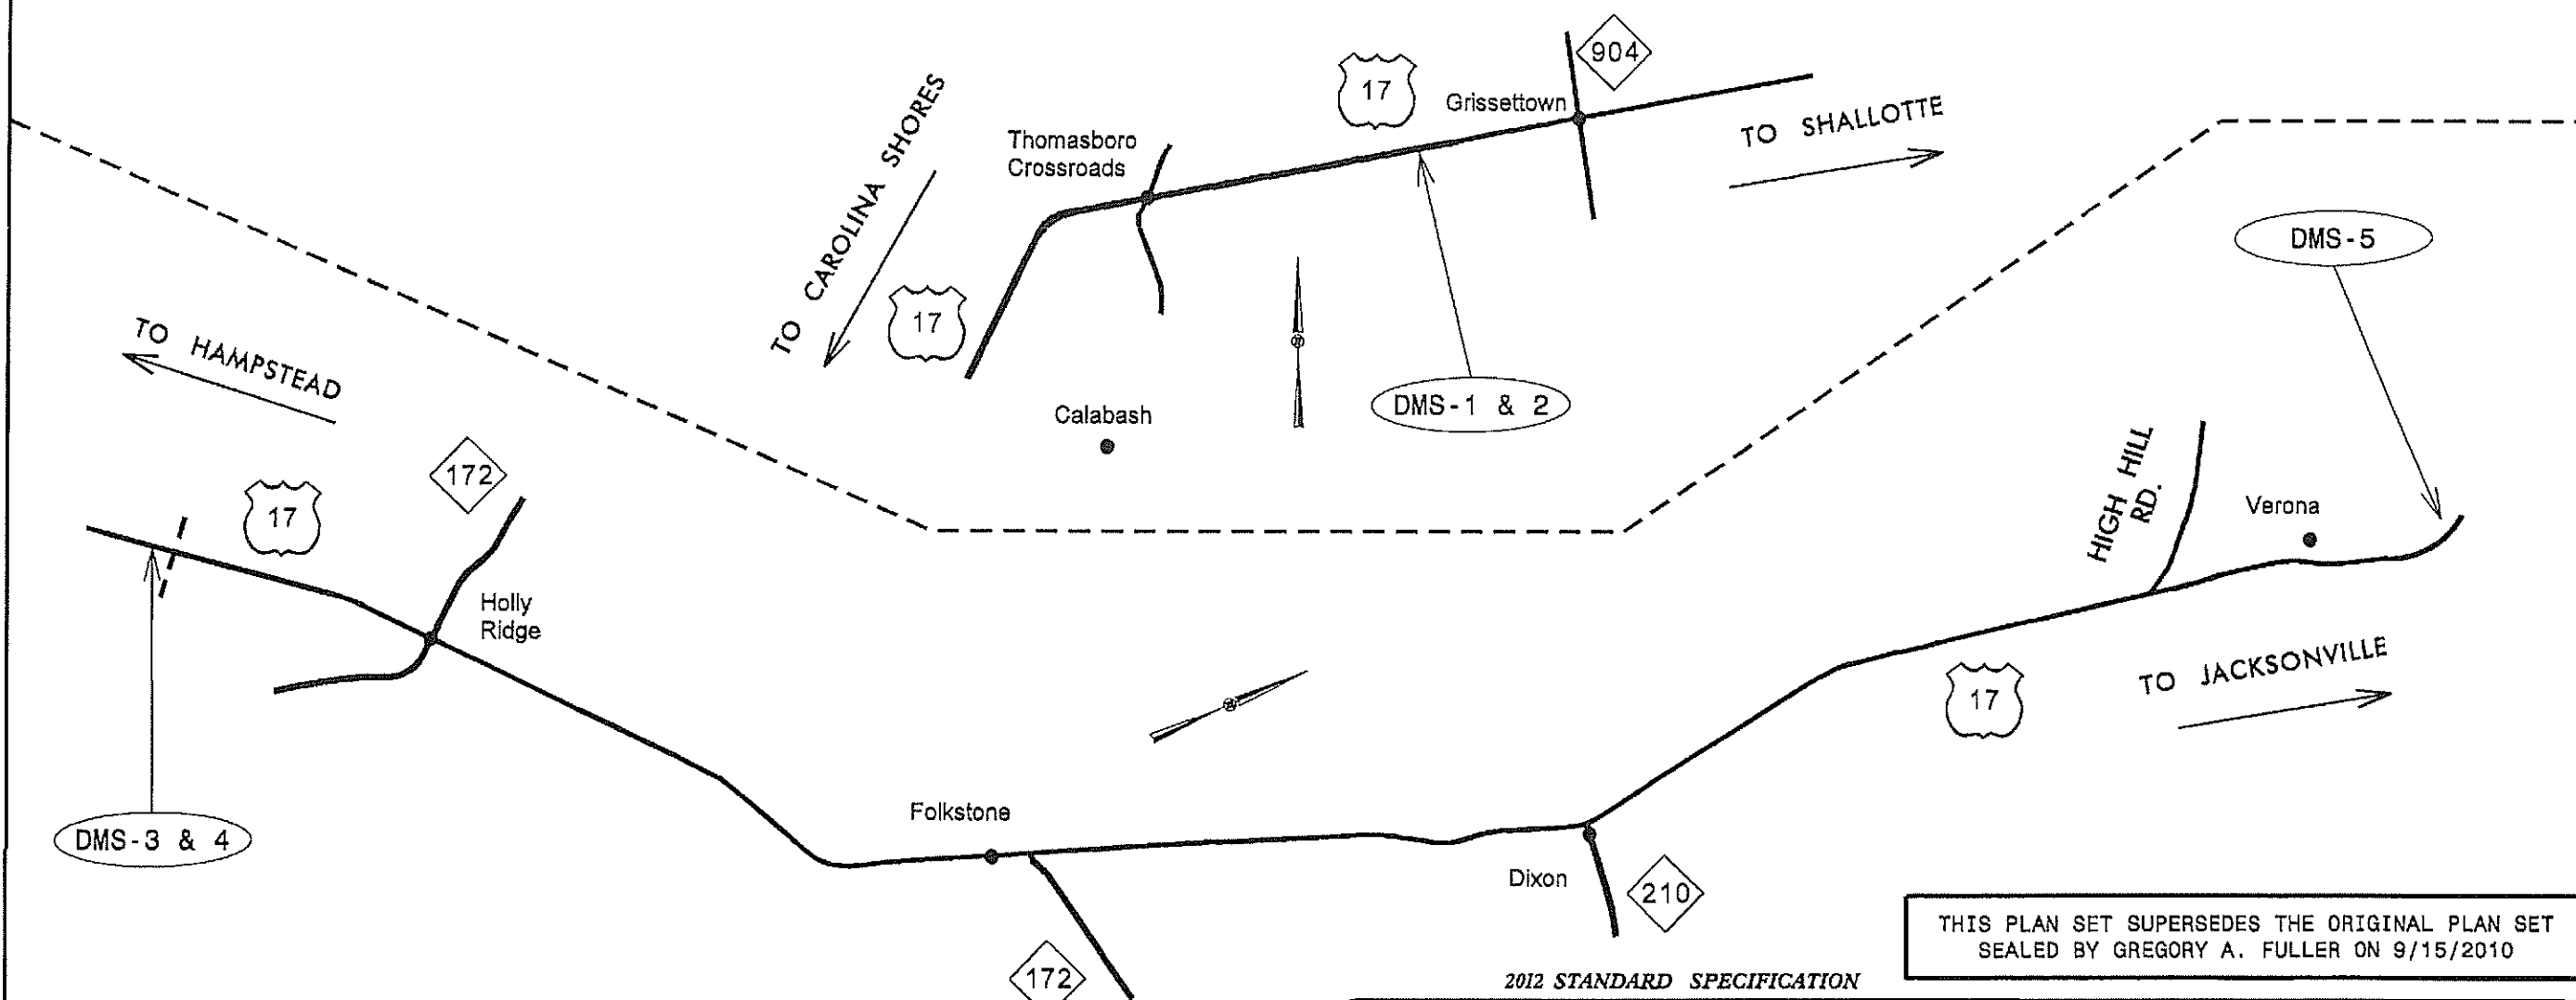 904
17
Grissettown
TO SHALLOTTE
Thomasboro
Crossroads
TO CAROLINA SHORES
17
DMS-5
TO HAMPSTEAD
DMS-1 & 2
Calabash
172
17
HIGH HILL
RD.
Verona
Holly
Ridge
TO JACKSONVILLE
17
Folkstone
DMS-3 & 4
Dixon
210
172
THIS PLAN SET SUPERSEDES THE ORIGINAL PLAN SET
SEALED BY GREGORY A. FULLER ON 9/15/2010
2012 STANDARD SPECIFICATION